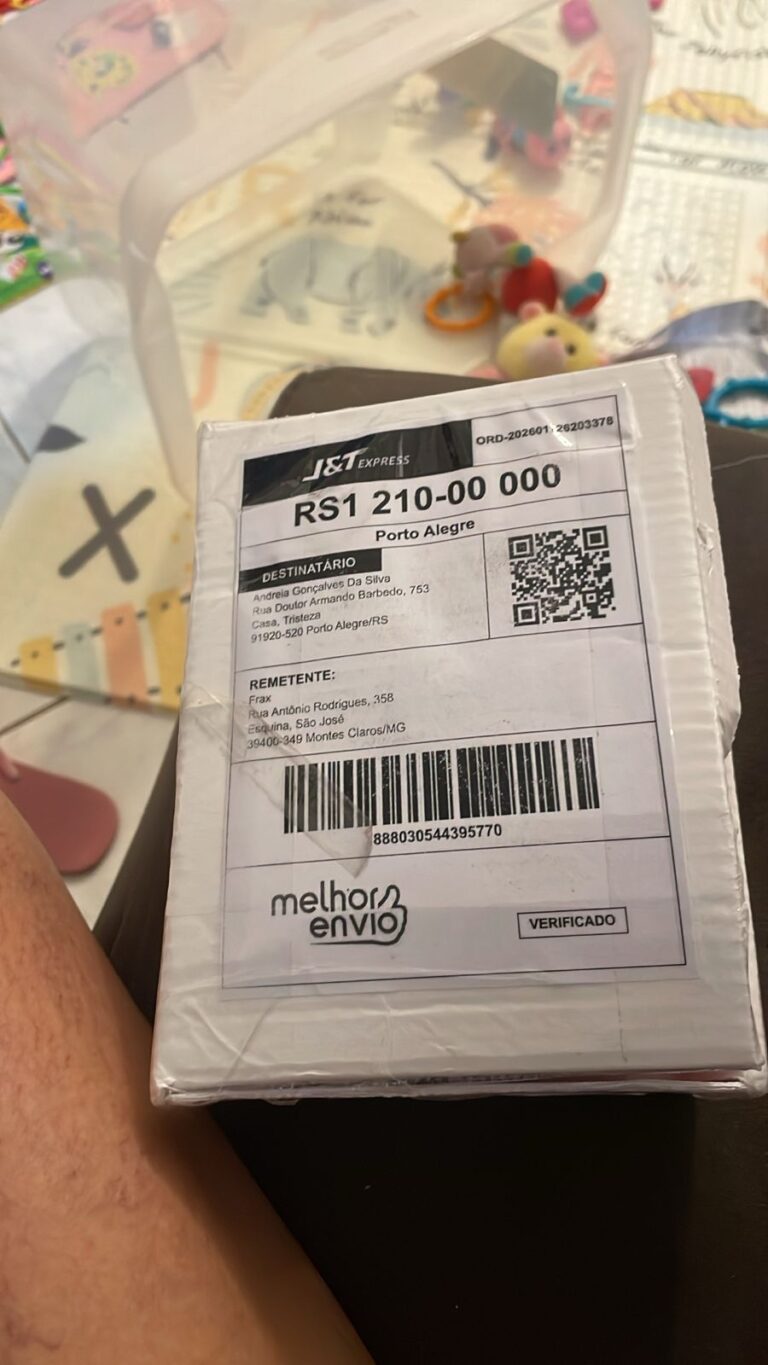 J&T EXPRESS
ORD-202601126203378
RS1 210-00 000
Porto Alegre
DESTINATÁRIO
Andreia Gonçalves Da Silva
Rua Doutor Armando Barbedo, 753
Casa, Tristeza
91920-520 Porto Alegre/RS
REMETENTE:
Frax
Rua Antônio Rodrigues, 358
Esquina, São José
39400-349 Montes Claros/MG
888030544395770
melhor
envio
VERIFICADO
X